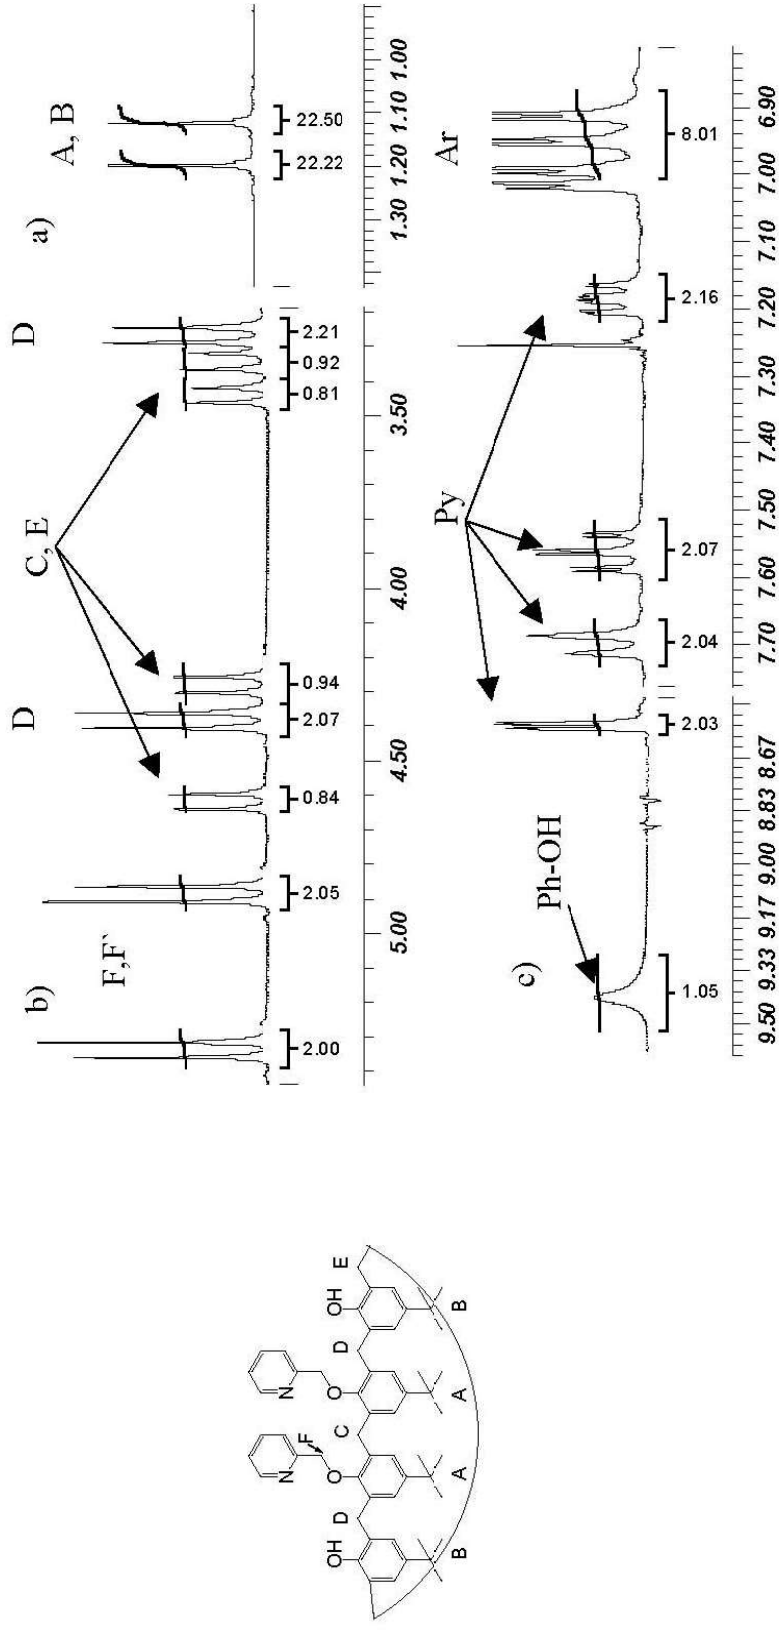 a)
A, B
22.22
22.50
1.30
1.20
1.10
1.00
b)
F,F`
D
C, E
D
2.00
2.05
0.84
2.07
0.94
0.81
0.92
2.21
5.00
4.50
4.00
3.50
c)
Ph-OH
Py
Ar
1.05
2.03
2.04
2.07
2.16
8.01
9.50
9.33
9.17
9.00
8.83
8.67
7.70
7.60
7.50
7.40
7.30
7.20
7.10
7.00
6.90
N
N
F
OH
O
O
OH
D
C
D
E
B
A
A
B